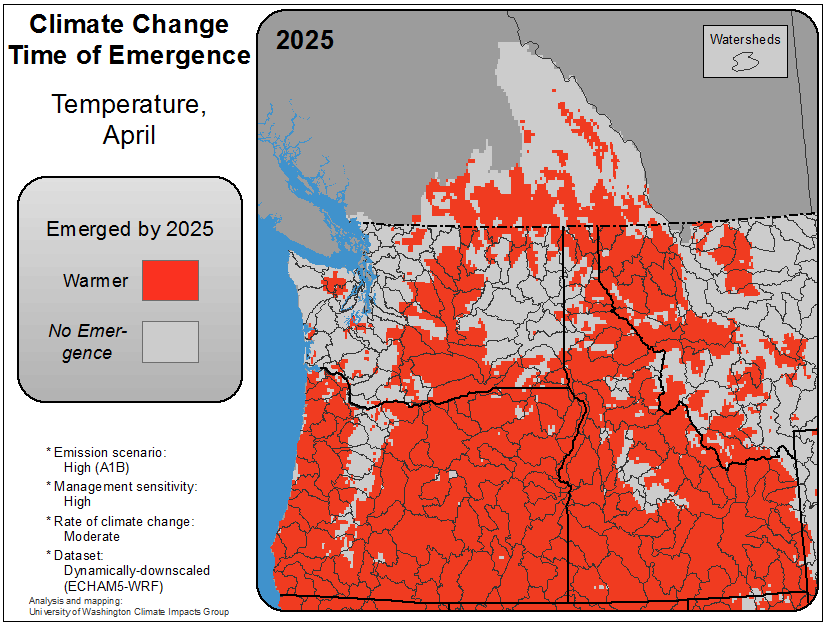 Climate Change
Time of Emergence
Temperature,
April
Emerged by 2025
Warmer
No Emer-
gence
* Emission scenario:
High (A1B)
* Management sensitivity:
High
* Rate of climate change:
Moderate
* Dataset:
Dynamically-downscaled
(ECHAM5-WRF)
Analysis and mapping:
University of Washington Climate Impacts Group
2025
Watersheds